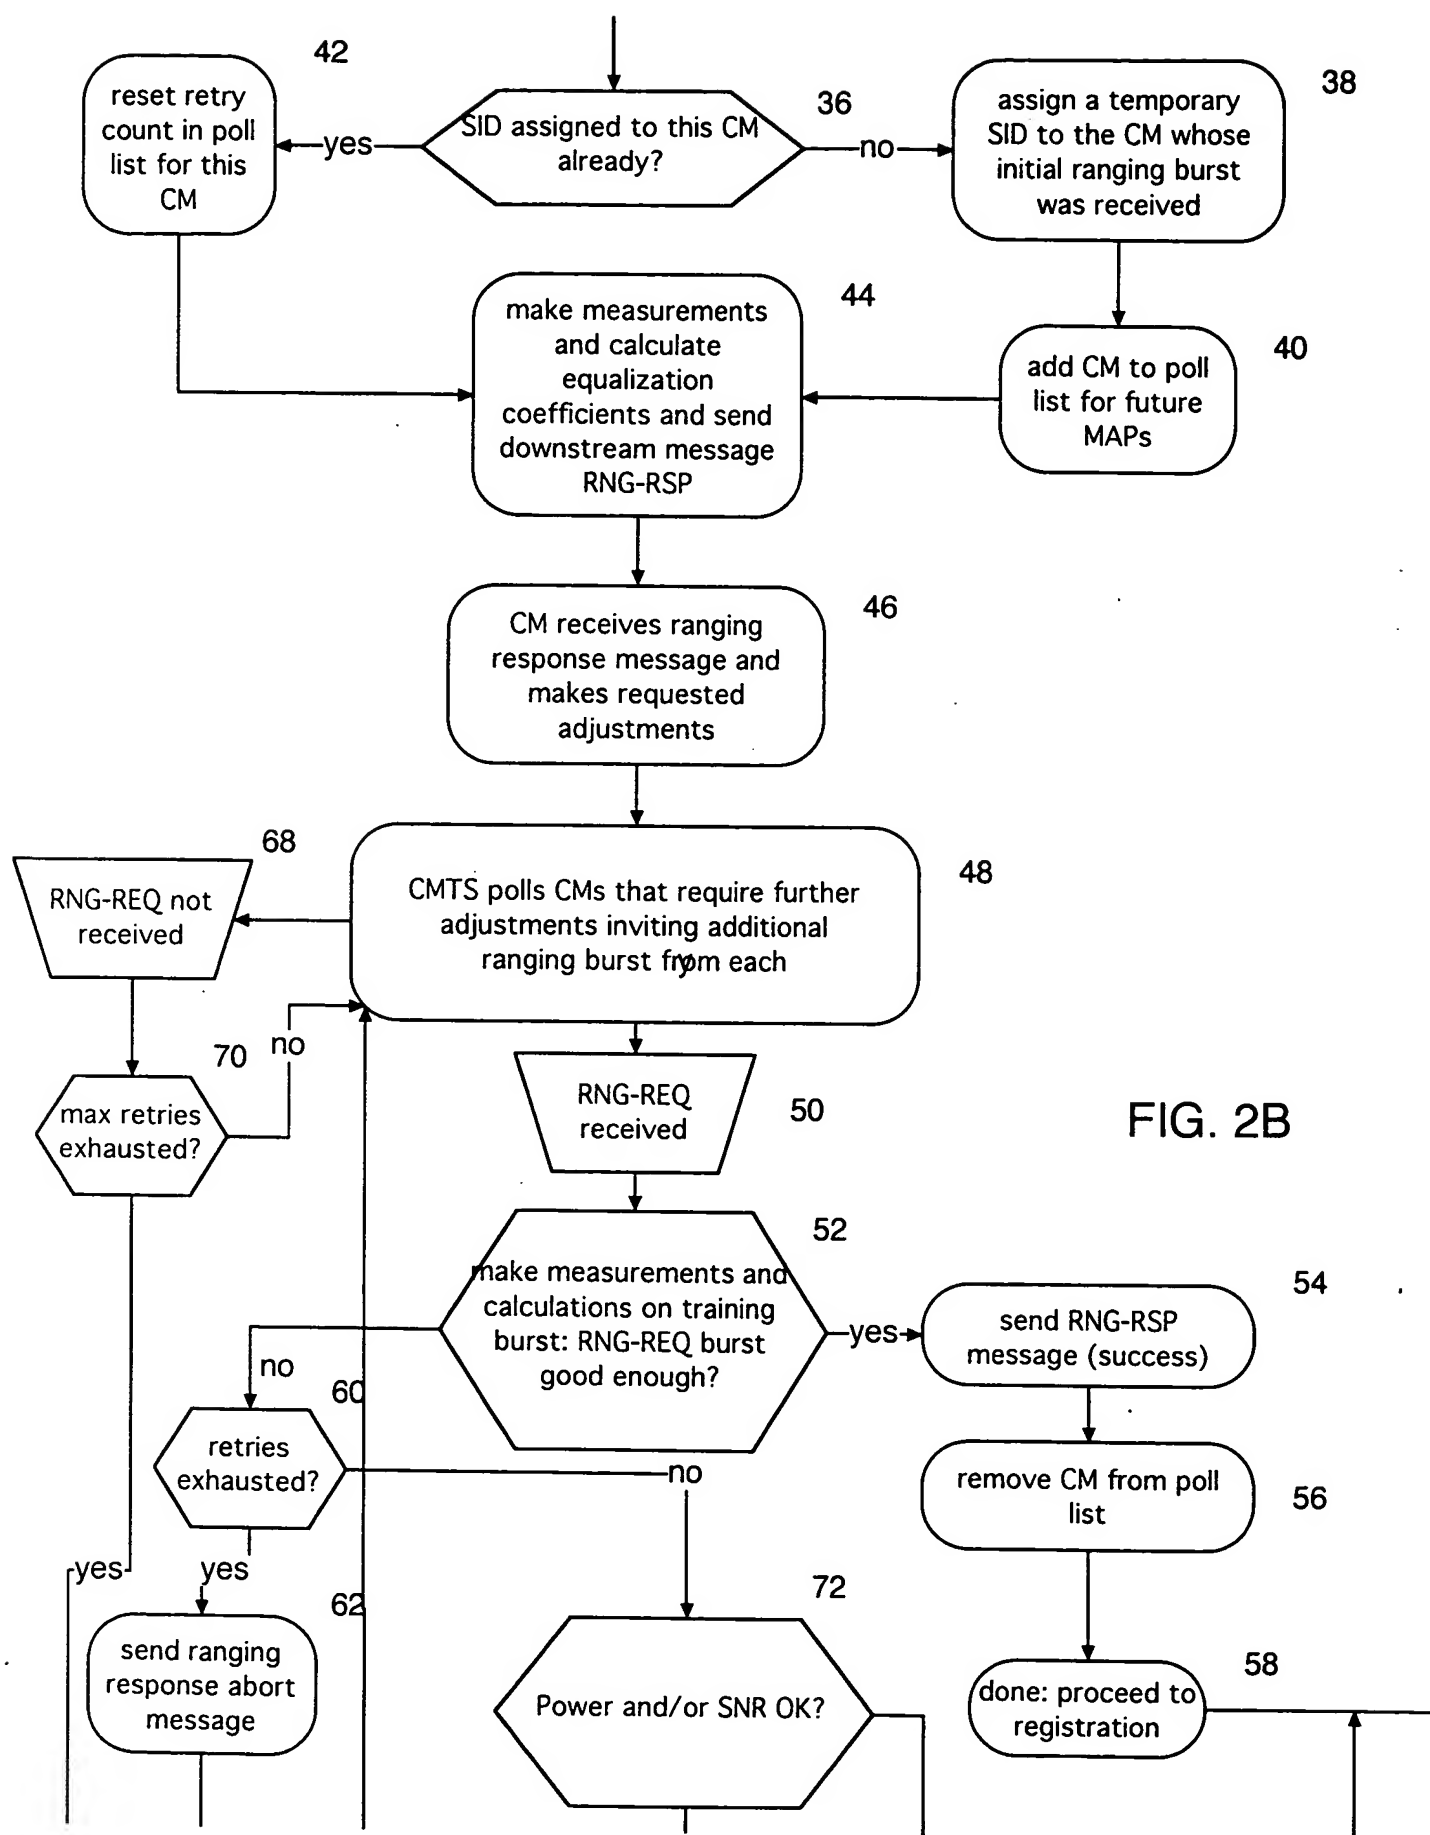 42
reset retry
count in poll
list for this
CM
yes
SID assigned to this CM
already?
36
no
38
assign a temporary
SID to the CM whose
initial ranging burst
was received
44
make measurements
and calculate
equalization
coefficients and send
downstream message
RNG-RSP
40
add CM to poll
list for future
MAPs
46
CM receives ranging
response message and
makes requested
adjustments
68
RNG-REQ not
received
48
CMTS polls CMs that require further
adjustments inviting additional
ranging burst from each
70
no
max retries
exhausted?
RNG-REQ
received
50
FIG. 2B
52
make measurements and
calculations on training
burst: RNG-REQ burst
good enough?
yes
54
send RNG-RSP
message (success)
no
60
retries
exhausted?
no
remove CM from poll
list
56
yes
yes
62
send ranging
response abort
message
72
Power and/or SNR OK?
58
done: proceed to
registration